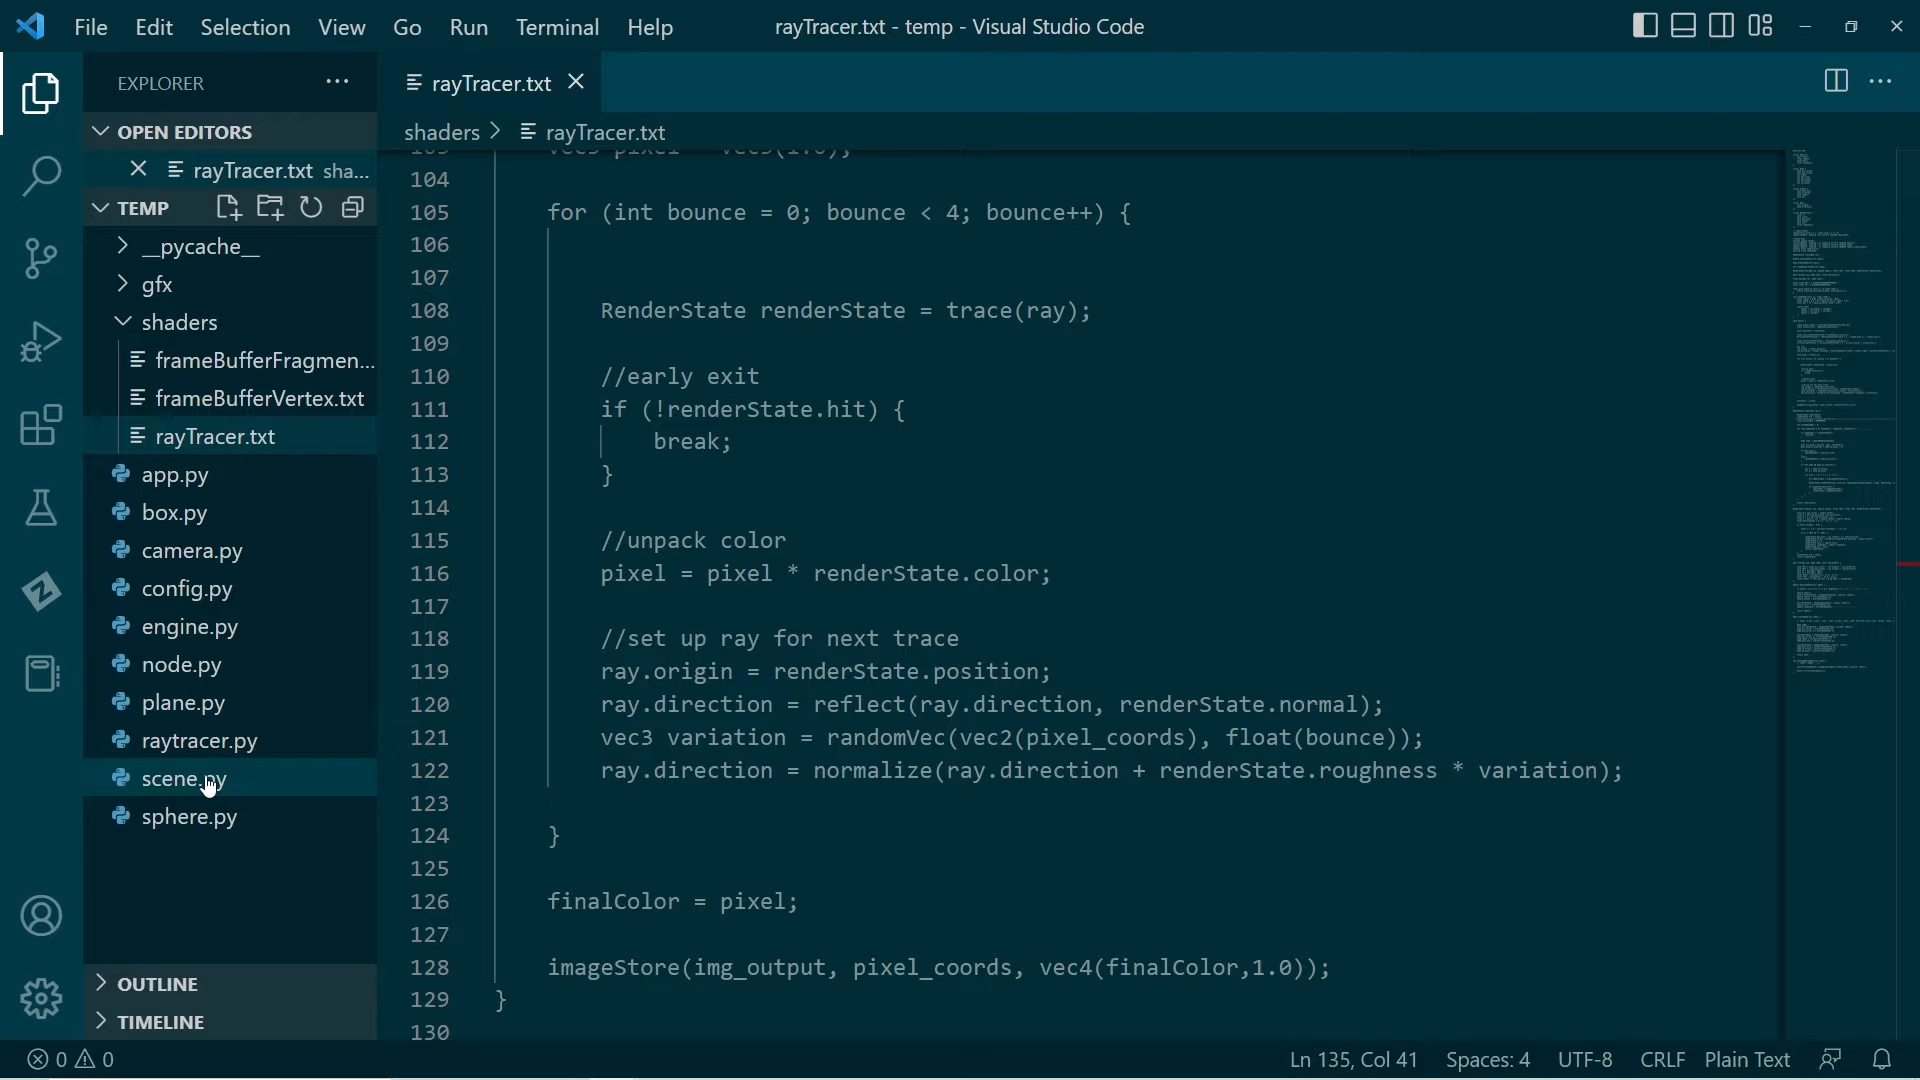 File Edit Selection View Go Run Terminal Help
rayTracer.txt - temp - Visual Studio Code
EXPLORER
OPEN EDITORS
rayTracer.txt sha...
TEMP
__pycache__
gfx
shaders
frameBufferFragmen...
frameBufferVertex.txt
rayTracer.txt
app.py
box.py
camera.py
config.py
engine.py
node.py
plane.py
raytracer.py
scene.py
sphere.py
OUTLINE
TIMELINE
rayTracer.txt
shaders > rayTracer.txt
104
105 for (int bounce = 0; bounce < 4; bounce++) {
106
107
108 RenderState renderState = trace(ray);
109
110 //early exit
111 if (!renderState.hit) {
112 break;
113 }
114
115 //unpack color
116 pixel = pixel * renderState.color;
117
118 //set up ray for next trace
119 ray.origin = renderState.position;
120 ray.direction = reflect(ray.direction, renderState.normal);
121 vec3 variation = randomVec(vec2(pixel_coords), float(bounce));
122 ray.direction = normalize(ray.direction + renderState.roughness * variation);
123
124 }
125
126 finalColor = pixel;
127
128 imageStore(img_output, pixel_coords, vec4(finalColor,1.0));
129 }
130
0 0
Ln 135, Col 41 Spaces: 4 UTF-8 CRLF Plain Text